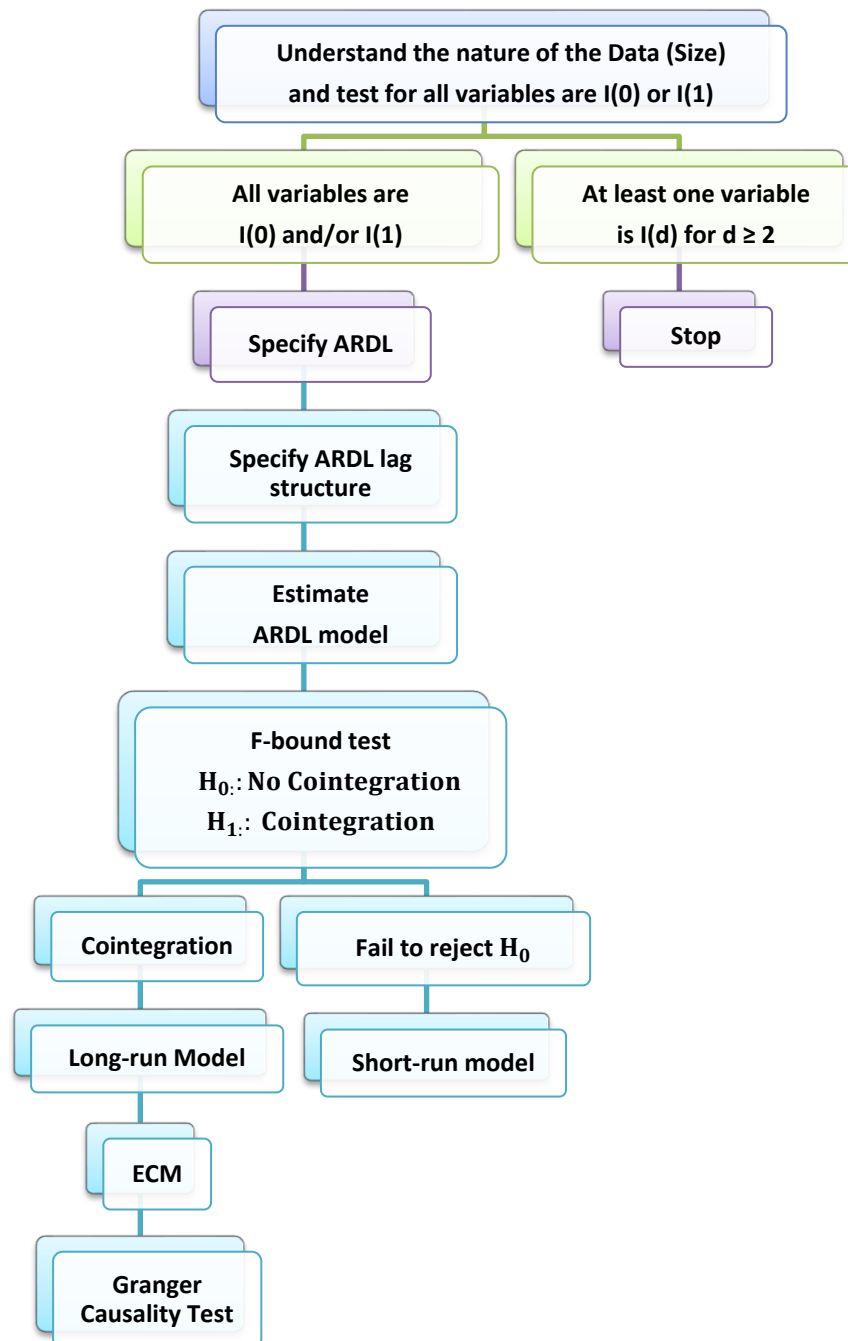 Understand the nature of the Data (Size)
and test for all variables are I(0) or I(1)
All variables are
I(0) and/or I(1)
At least one variable
is I(d) for d ≥ 2
Specify ARDL
Stop
Specify ARDL lag
structure
Estimate
ARDL model
F-bound test
H₀:: No Cointegration
H₁:: Cointegration
Cointegration
Fail to reject H₀
Long-run Model
Short-run model
ECM
Granger
Causality Test